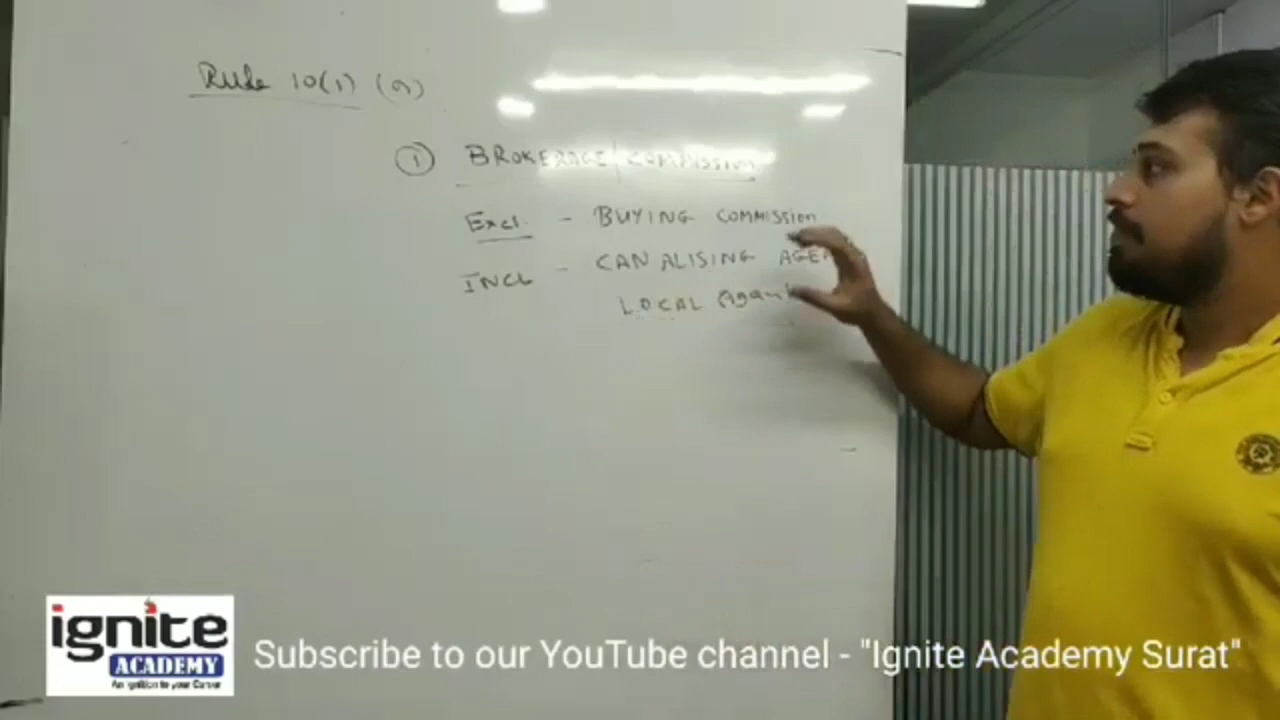 Rule 10(1) (a)
① BROKERAGE / COMMISSION
Excl. - BUYING COMMISSION
INCL - CANALISING AGEN
LOCAL Agent
ignite
ACADEMY
An Ignition to your Career
Subscribe to our YouTube channel - "Ignite Academy Surat"